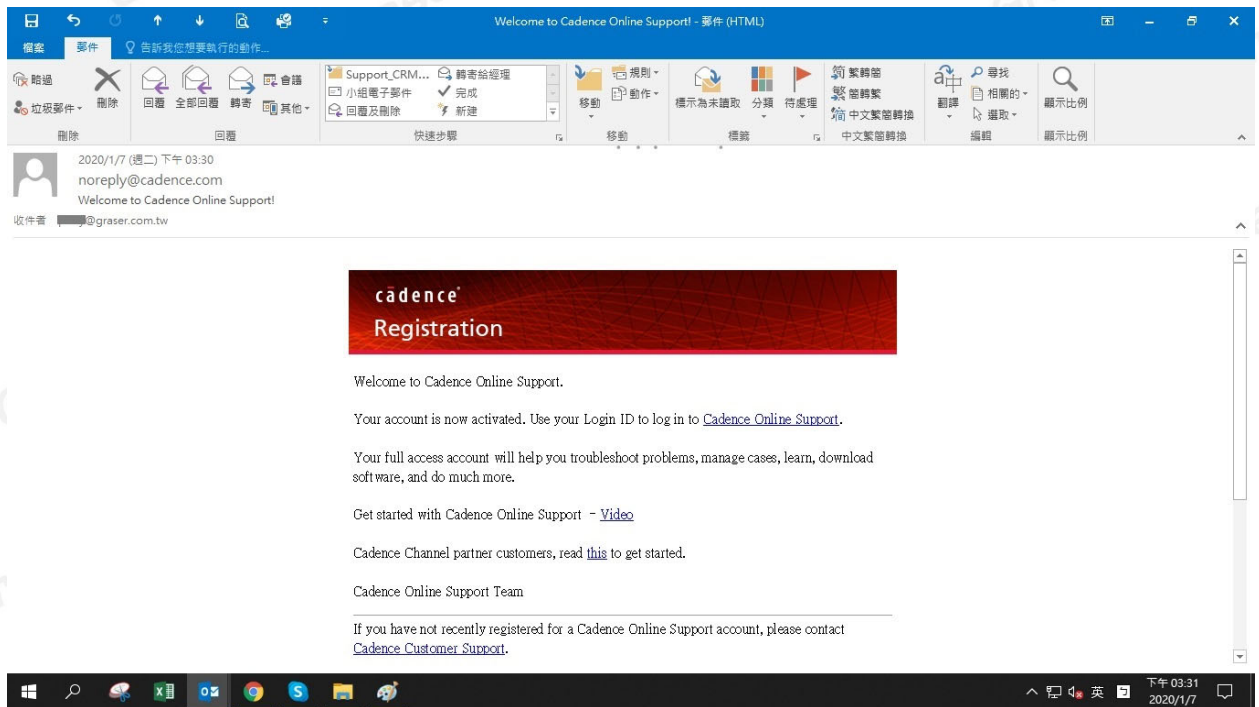 Welcome to Cadence Online Support! - 郵件 (HTML)
檔案 郵件 告訴我您想要執行的動作...
略過
垃圾郵件
刪除
刪除
回覆 全部回覆 轉寄
會議
其他
回覆
Support_CRM... 轉寄給經理
小組電子郵件 完成
回覆及刪除 新建
快速步驟
移動
規則
動作
移動
標示為未讀取 分類 待處理
標籤
繁轉簡
簡轉繁
中文繁簡轉換
中文繁簡轉換
翻譯
尋找
相關的
選取
編輯
顯示比例
顯示比例
2020/1/7 (週二) 下午 03:30
noreply@cadence.com
Welcome to Cadence Online Support!
收件者 @graser.com.tw
cādence®
Registration
Welcome to Cadence Online Support.
Your account is now activated. Use your Login ID to log in to Cadence Online Support.
Your full access account will help you troubleshoot problems, manage cases, learn, download
software, and do much more.
Get started with Cadence Online Support - Video
Cadence Channel partner customers, read this to get started.
Cadence Online Support Team
If you have not recently registered for a Cadence Online Support account, please contact
Cadence Customer Support.
英
下午 03:31
2020/1/7